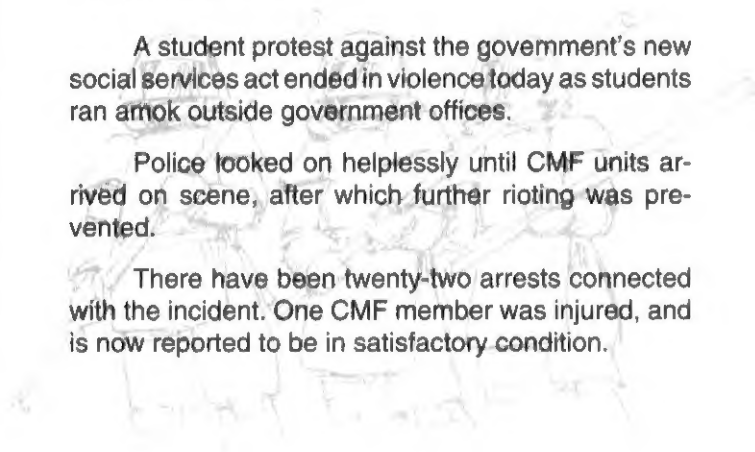 A student protest against the government's new
social services act ended in violence today as students
ran amok outside government offices.
Police looked on helplessly until CMF units ar-
rived on scene, after which further rioting was pre-
vented.
There have been twenty-two arrests connected
with the incident. One CMF member was injured, and
is now reported to be in satisfactory condition.